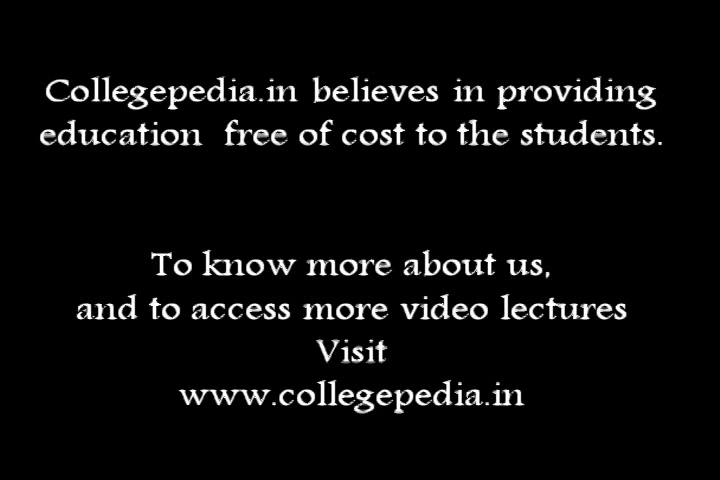 Collegepedia.in believes in providing
education free of cost to the students.
To know more about us,
and to access more video lectures
Visit
www.collegepedia.in